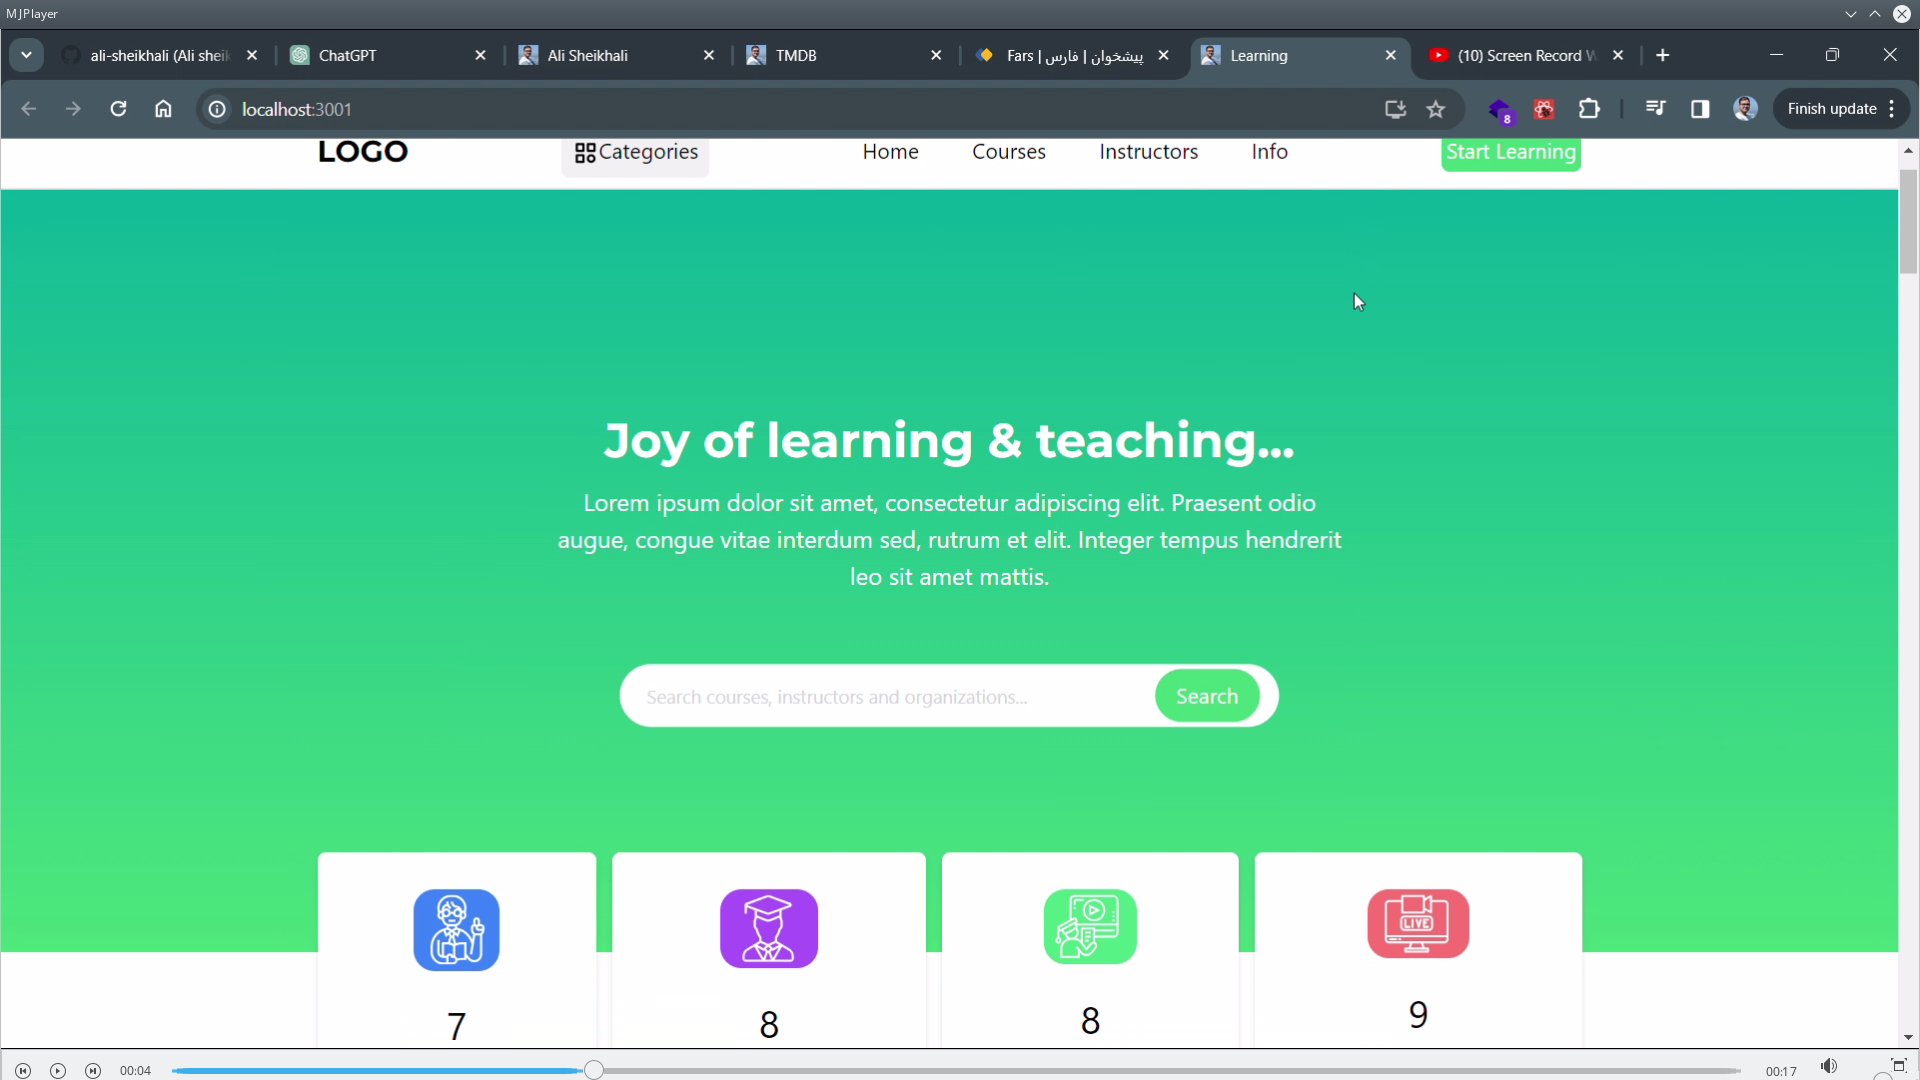 MJPlayer
ali-sheikhali (Ali sheik
ChatGPT
Ali Sheikhali
TMDB
Fars | پیشخوان | فارس
Learning
(10) Screen Record W
localhost:3001
8
Finish update
LOGO
Categories
Home
Courses
Instructors
Info
Start Learning
Joy of learning & teaching...
Lorem ipsum dolor sit amet, consectetur adipiscing elit. Praesent odio
augue, congue vitae interdum sed, rutrum et elit. Integer tempus hendrerit
leo sit amet mattis.
Search courses, instructors and organizations...
Search
LIVE
7
8
8
9
00:04
00:17